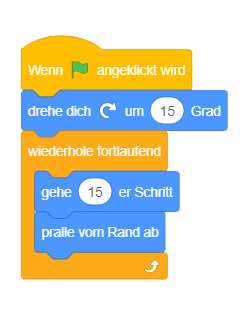 Wenn angeklickt wird
drehe dich um 15 Grad
wiederhole fortlaufend
gehe 15 er Schritt
pralle vom Rand ab